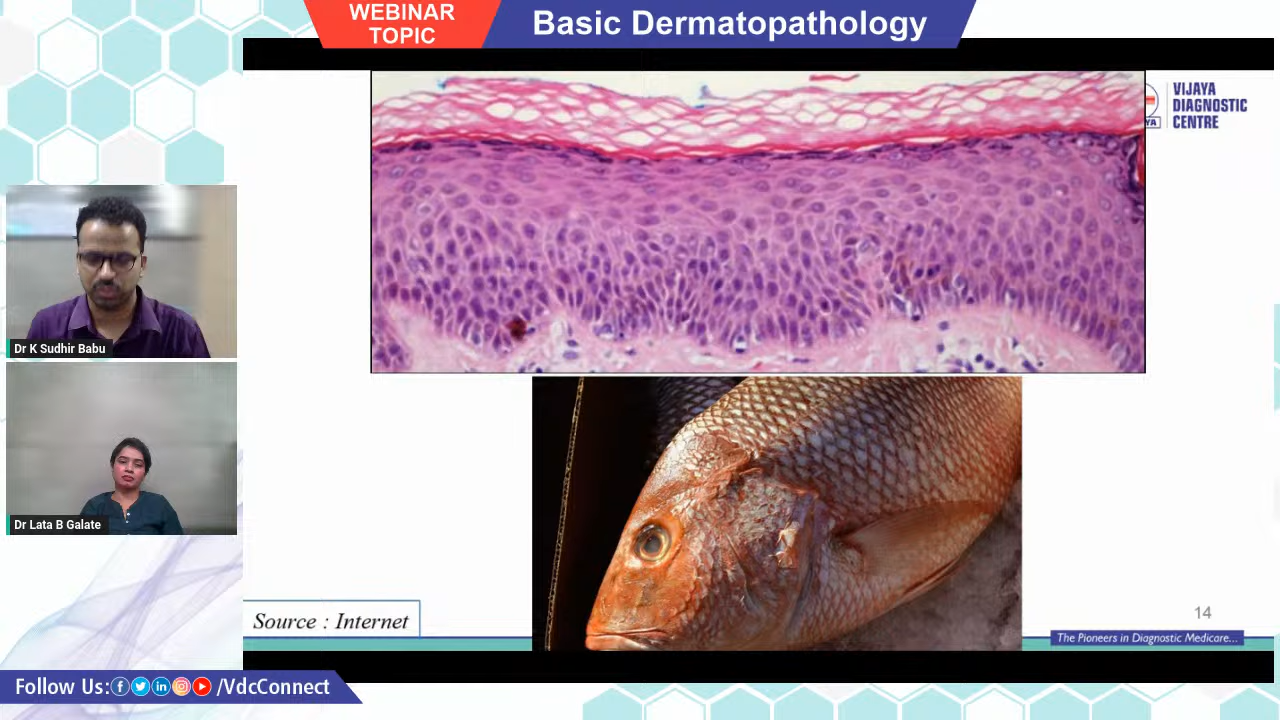 WEBINAR
TOPIC
Basic Dermatopathology
VIJAYA
DIAGNOSTIC
CENTRE
YA
Dr K Sudhir Babu
Dr Lata B Galate
Source : Internet
14
The Pioneers in Diagnostic Medicare...
Follow Us: /VdcConnect